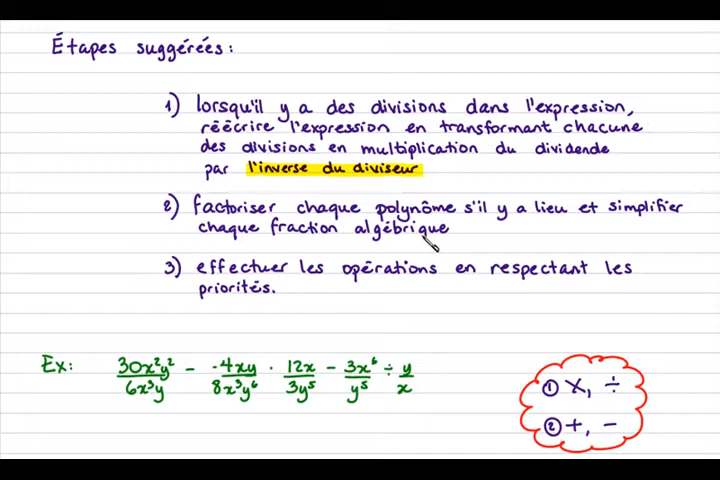 Étapes suggérées :
1) lorsqu'il y a des divisions dans l'expression,
réécrire l'expression en transformant chacune
des divisions en multiplication du dividende
par l'inverse du diviseur
2) factoriser chaque polynôme s'il y a lieu et simplifier
chaque fraction algébrique
3) effectuer les opérations en respectant les
priorités.
Ex: 30x²y²/6x³y - -4xy/8x³y⁶ · 12x/3y⁵ - 3x⁶/y⁵ ÷ y/x
① ×, ÷
② +, -